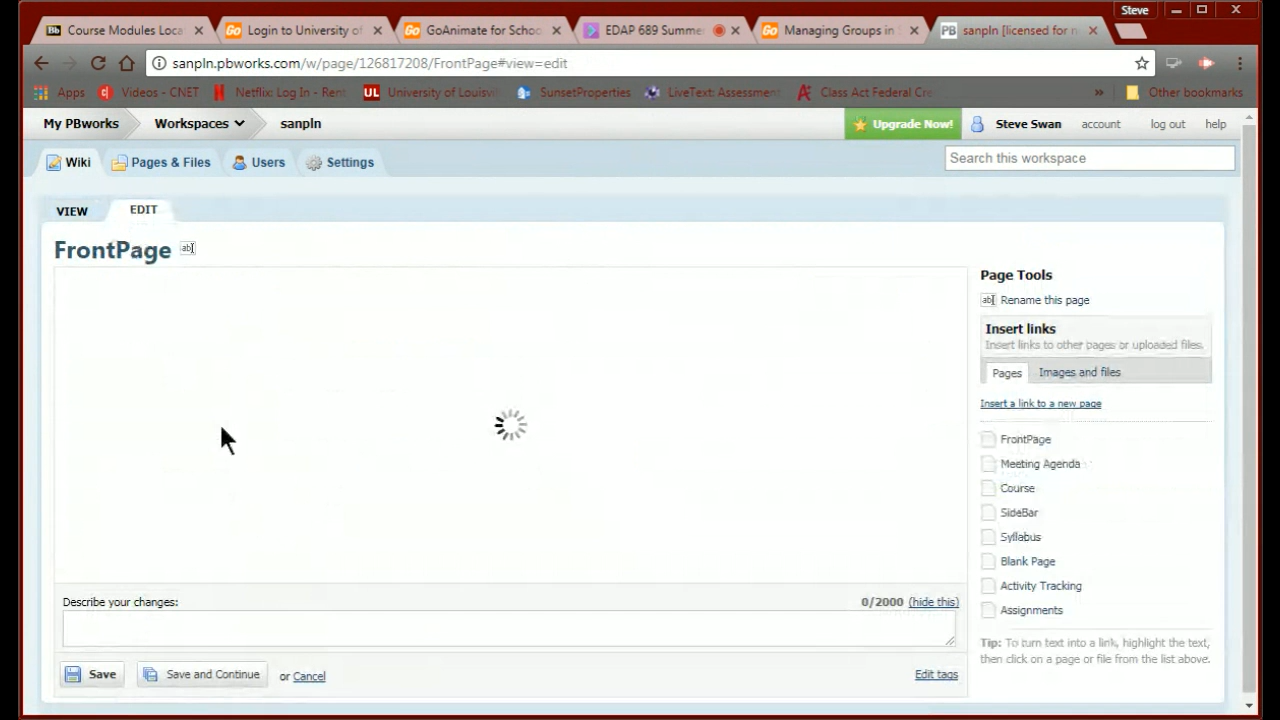 Steve
Course Modules Loca
Login to University of
GoAnimate for Schoo
EDAP 689 Summer
Managing Groups in
sanpln [licensed for n
sanpln.pbworks.com/w/page/126817208/FrontPage#view=edit
Apps Videos - CNET Netflix: Log In - Rent UL University of Louisvil SunsetProperties LiveText: Assessment Class Act Federal Cre » Other bookmarks
My PBworks Workspaces sanpln Upgrade Now! Steve Swan account log out help
Wiki Pages & Files Users Settings Search this workspace
VIEW EDIT
FrontPage
Page Tools
Rename this page
Insert links
Insert links to other pages or uploaded files.
Pages Images and files
Insert a link to a new page
FrontPage
Meeting Agenda
Course
SideBar
Syllabus
Blank Page
Activity Tracking
Assignments
Tip: To turn text into a link, highlight the text,
then click on a page or file from the list above.
Describe your changes: 0/2000 (hide this)
Save Save and Continue or Cancel Edit tags